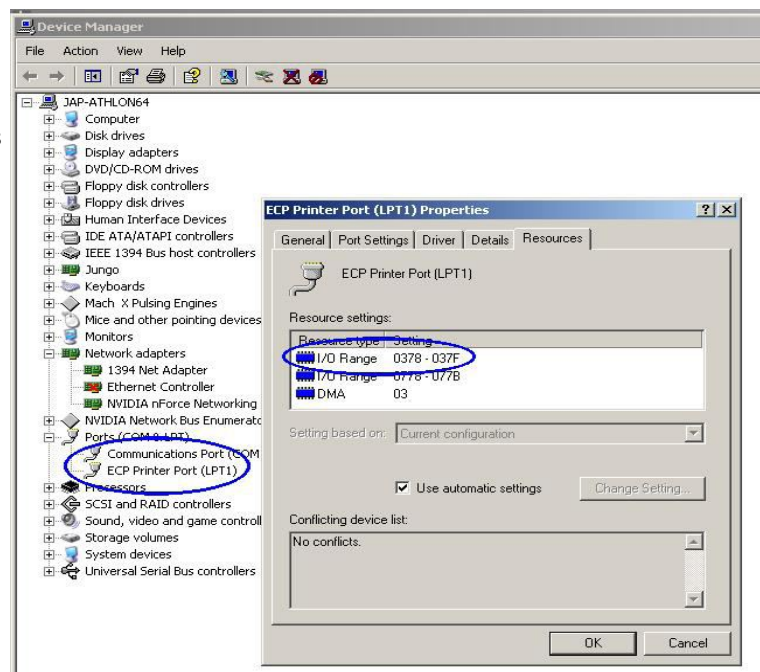 Device Manager
File Action View Help
JAP-ATHLON64
Computer
Disk drives
Display adapters
DVD/CD-ROM drives
Floppy disk controllers
Floppy disk drives
Human Interface Devices
IDE ATA/ATAPI controllers
IEEE 1394 Bus host controllers
Jungo
Keyboards
Mach X Pulsing Engines
Mice and other pointing devices
Monitors
Network adapters
1394 Net Adapter
Ethernet Controller
NVIDIA nForce Networking
NVIDIA Network Bus Enumerato
Ports (COM & LPT)
Communications Port (COM
ECP Printer Port (LPT1)
Processors
SCSI and RAID controllers
Sound, video and game controll
Storage volumes
System devices
Universal Serial Bus controllers
ECP Printer Port (LPT1) Properties
General Port Settings Driver Details Resources
ECP Printer Port (LPT1)
Resource settings:
Resource type Setting
I/O Range 0378 - 037F
I/O Range 0778 - 077B
DMA 03
Setting based on: Current configuration
Use automatic settings Change Setting...
Conflicting device list:
No conflicts.
OK Cancel